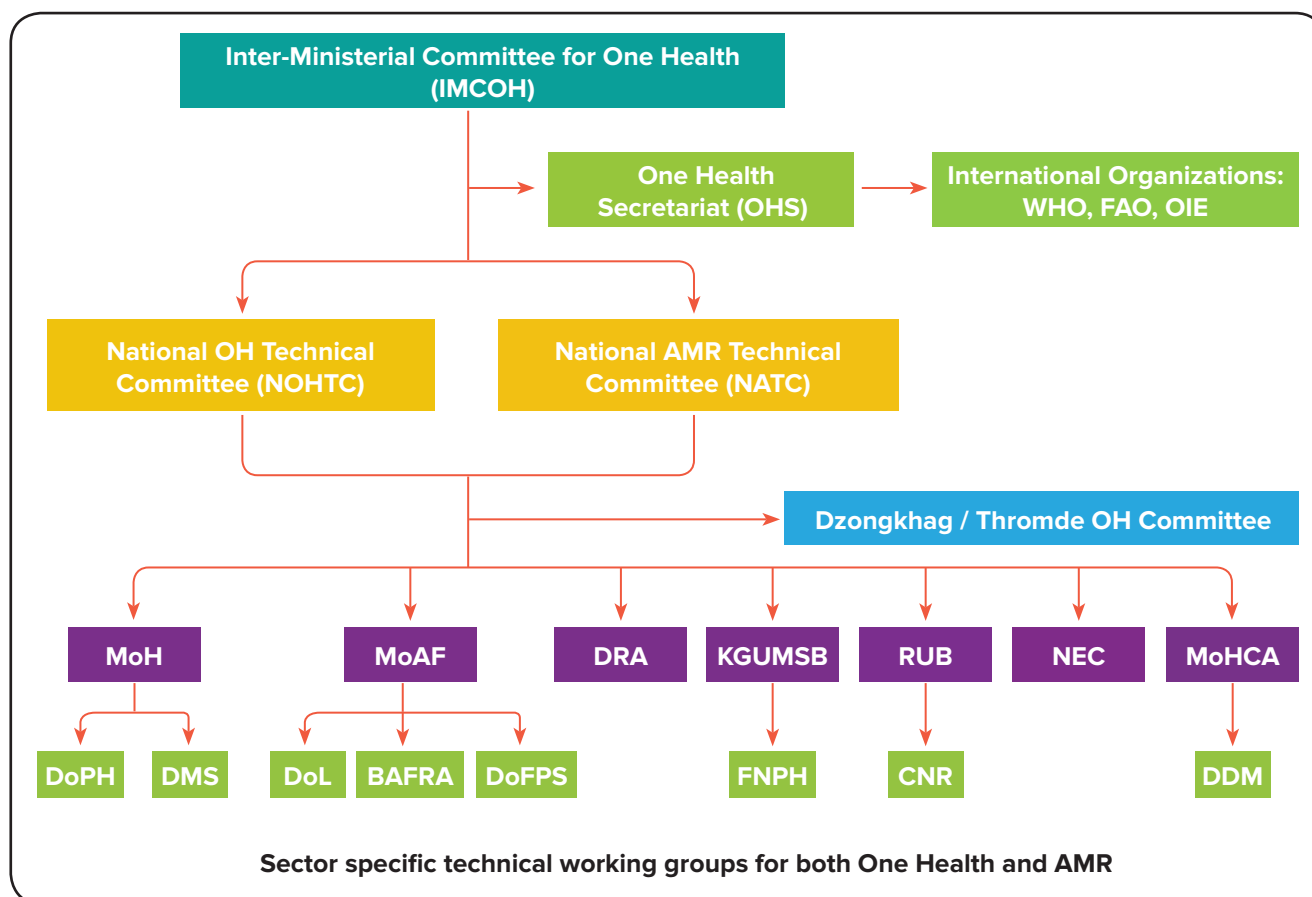 Inter-Ministerial Committee for One Health
(IMCOH)
One Health
Secretariat (OHS)
International Organizations:
WHO, FAO, OIE
National OH Technical
Committee (NOHTC)
National AMR Technical
Committee (NATC)
Dzongkhag / Thromde OH Committee
MoH
MoAF
DRA
KGUMSB
RUB
NEC
MoHCA
DoPH
DMS
DoL
BAFRA
DoFPS
FNPH
CNR
DDM
Sector specific technical working groups for both One Health and AMR